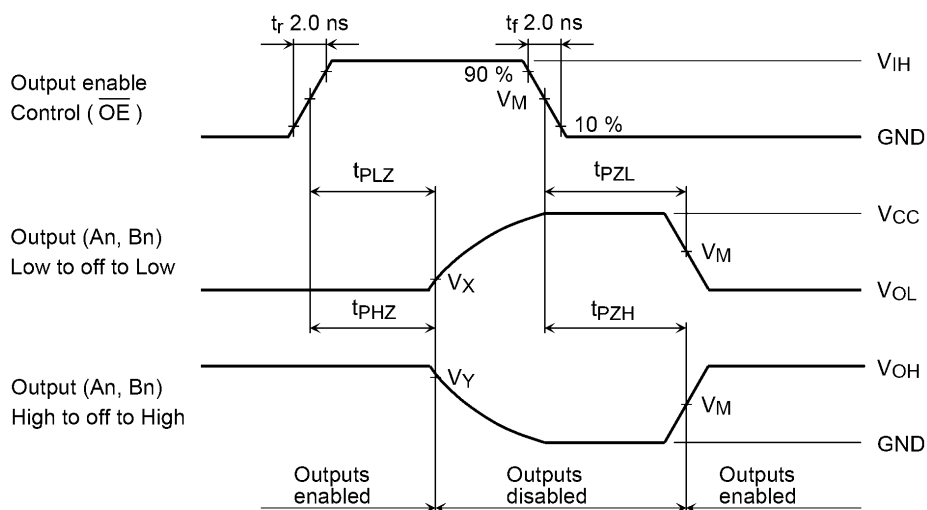 tr 2.0 ns
tf 2.0 ns
Output enable
Control ( OE )
90 %
VM
10 %
VIH
GND
tPLZ
tPZL
Output (An, Bn)
Low to off to Low
VX
VCC
VM
VOL
tPHZ
tPZH
Output (An, Bn)
High to off to High
VY
VOH
VM
GND
Outputs
enabled
Outputs
disabled
Outputs
enabled